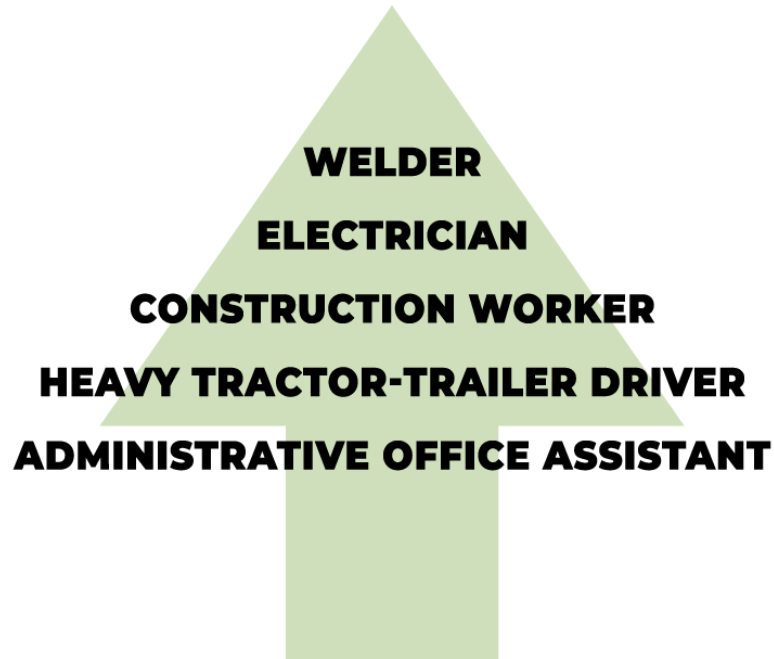 WELDER
ELECTRICIAN
CONSTRUCTION WORKER
HEAVY TRACTOR-TRAILER DRIVER
ADMINISTRATIVE OFFICE ASSISTANT